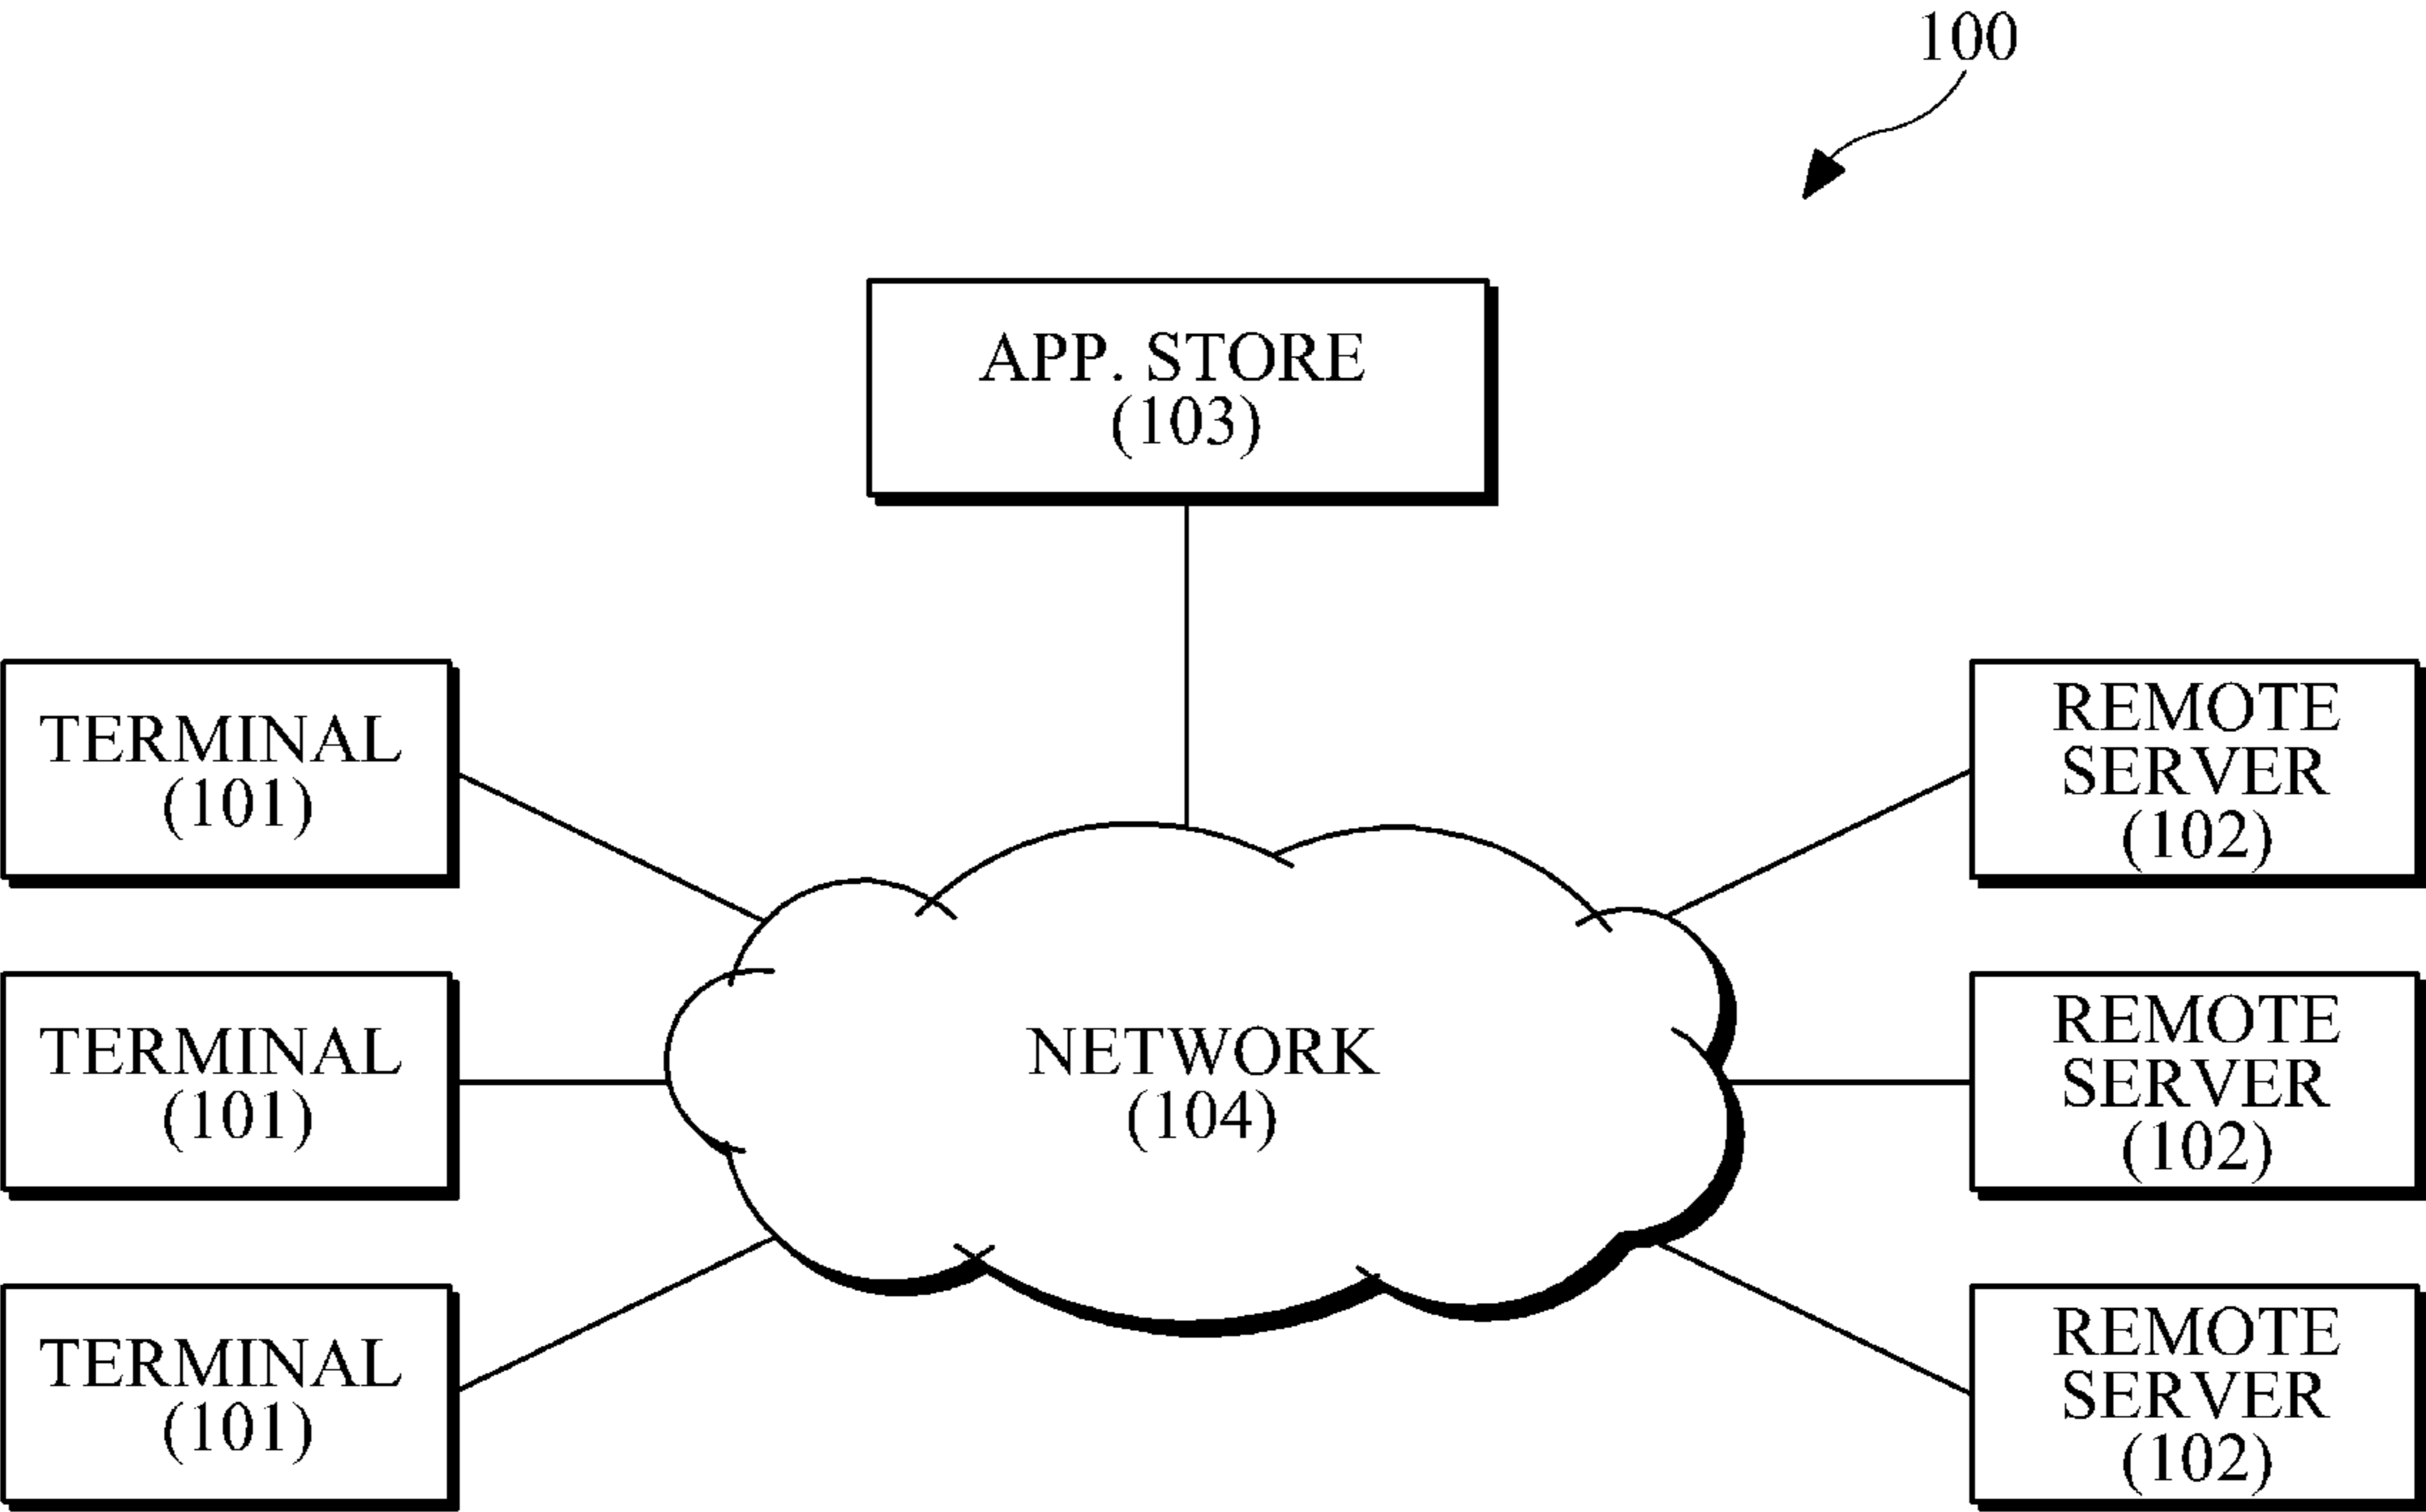 100
APP. STORE
(103)
TERMINAL
(101)
REMOTE
SERVER
(102)
TERMINAL
(101)
NETWORK
(104)
REMOTE
SERVER
(102)
TERMINAL
(101)
REMOTE
SERVER
(102)